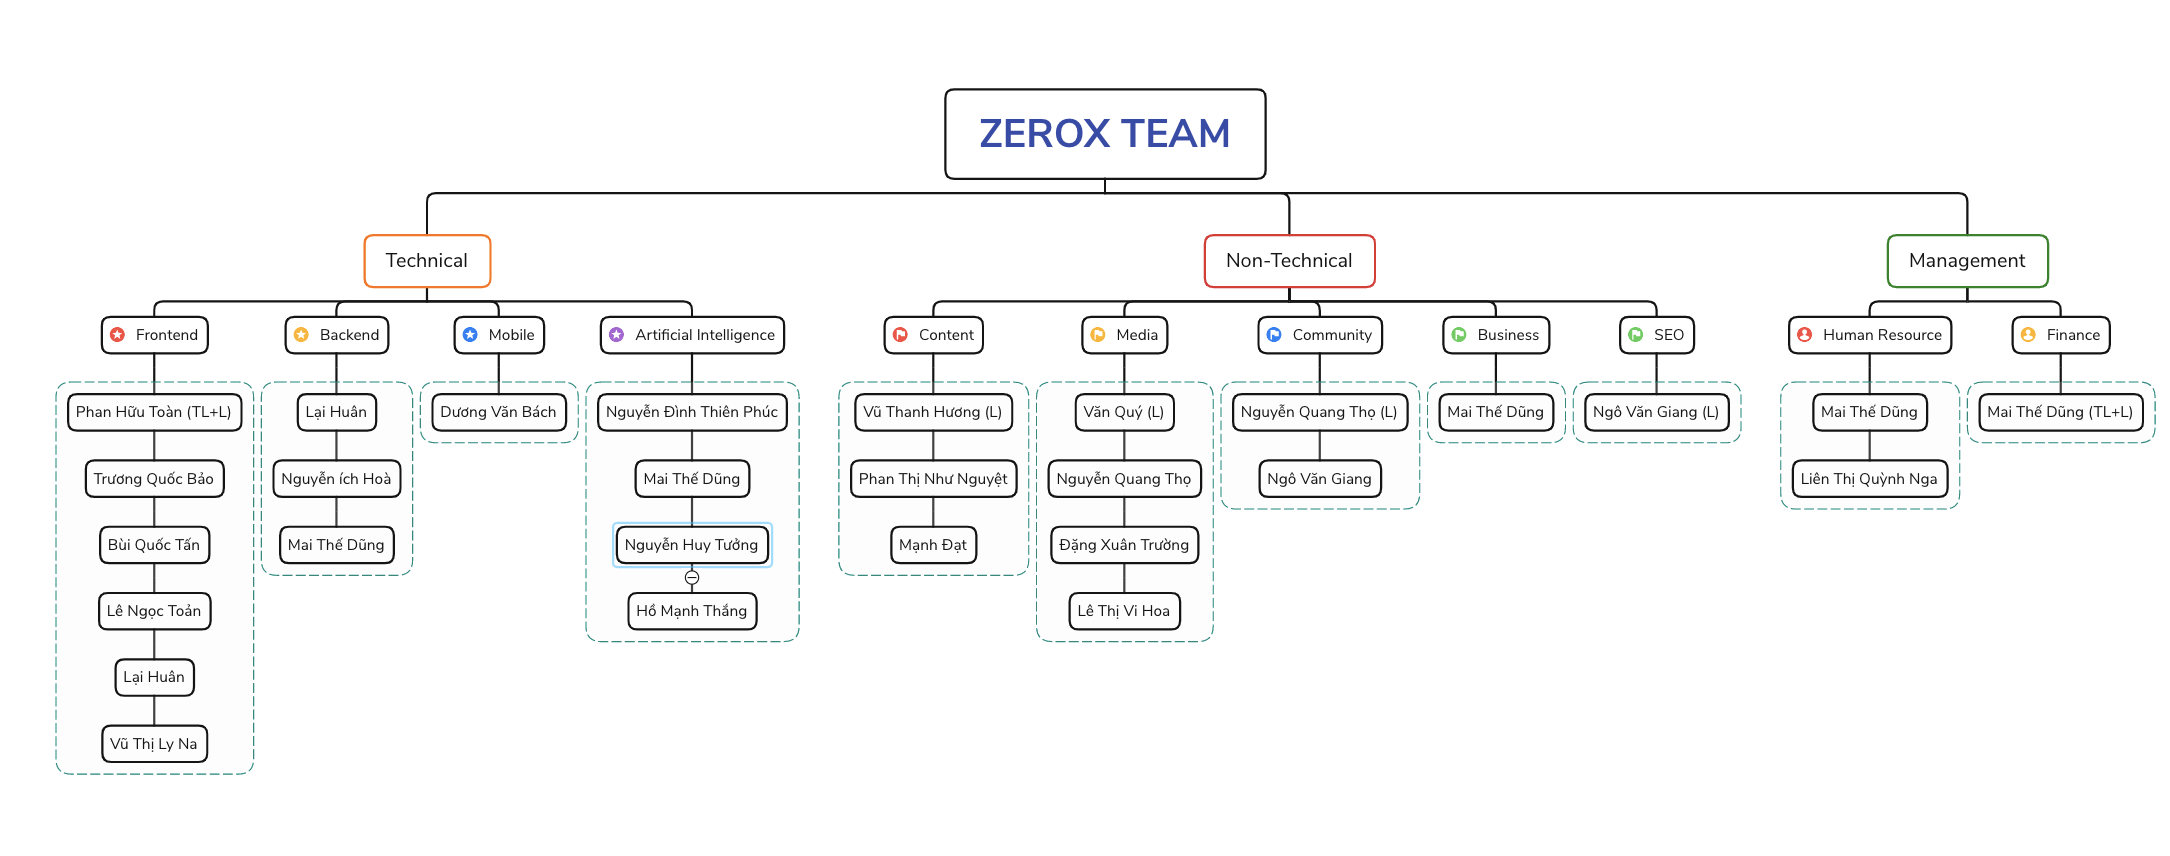 ZEROX TEAM
Technical
Non-Technical
Management
Frontend
Backend
Mobile
Artificial Intelligence
Content
Media
Community
Business
SEO
Human Resource
Finance
Phan Hữu Toàn (TL+L)
Trương Quốc Bảo
Bùi Quốc Tấn
Lê Ngọc Toản
Lại Huân
Vũ Thị Ly Na
Lại Huân
Nguyễn ích Hoà
Mai Thế Dũng
Dương Văn Bách
Nguyễn Đình Thiên Phúc
Mai Thế Dũng
Nguyễn Huy Tưởng
Hồ Mạnh Thắng
Vũ Thanh Hương (L)
Phan Thị Như Nguyệt
Mạnh Đạt
Văn Quý (L)
Nguyễn Quang Thọ
Đặng Xuân Trường
Lê Thị Vi Hoa
Nguyễn Quang Thọ (L)
Ngô Văn Giang
Mai Thế Dũng
Ngô Văn Giang (L)
Mai Thế Dũng
Liên Thị Quỳnh Nga
Mai Thế Dũng (TL+L)